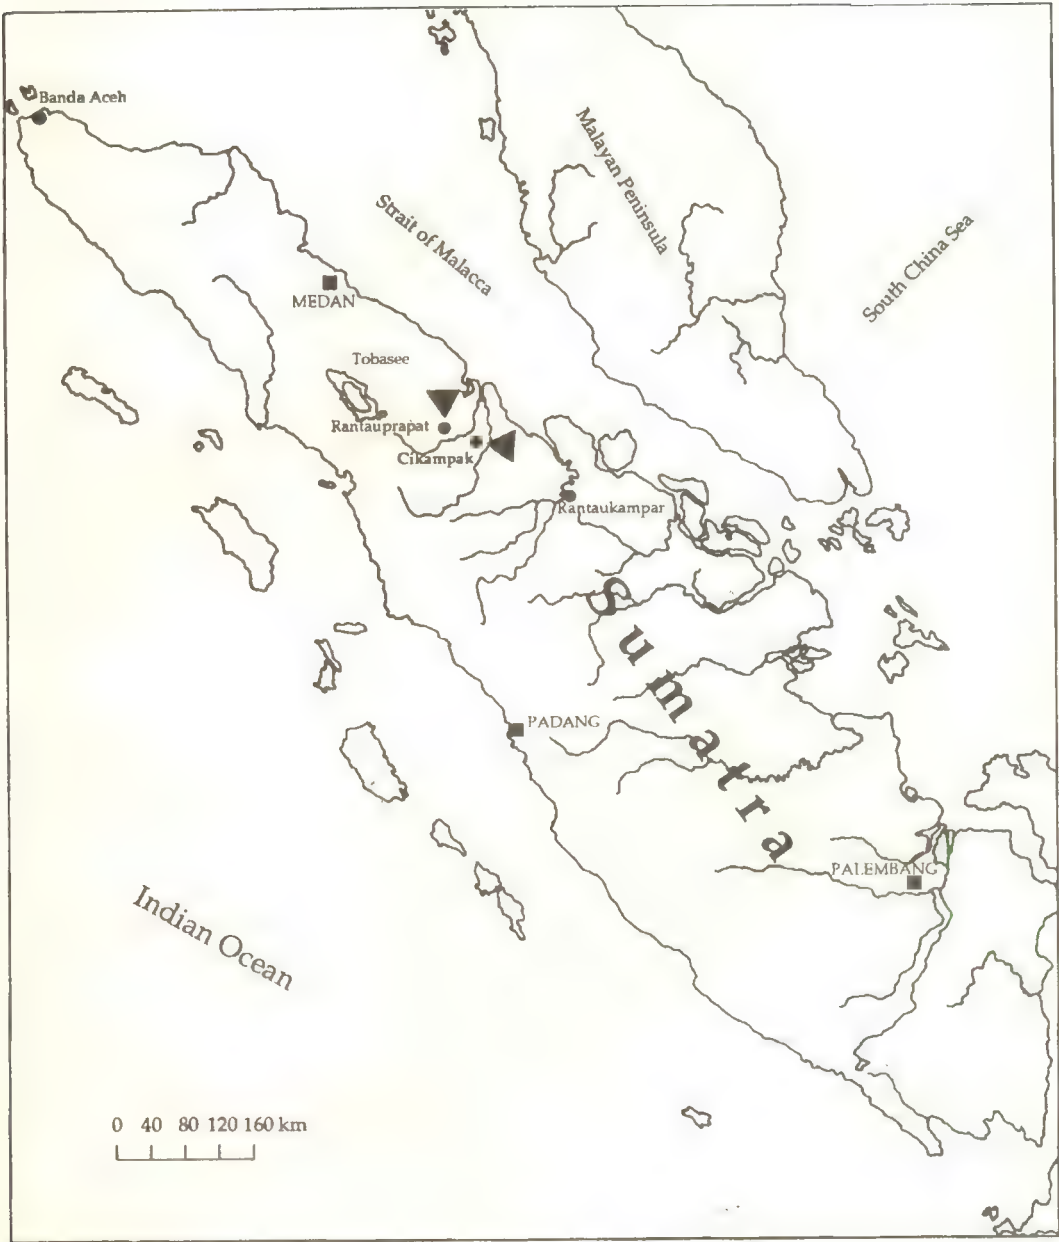 Banda Aceh
Malayan Peninsula
Strait of Malacca
South China Sea
MEDAN
Tobasee
Rantauprapat
Cikampak
Rantaukampar
Sumatra
PADANG
PALEMBANG
Indian Ocean
0 40 80 120 160 km